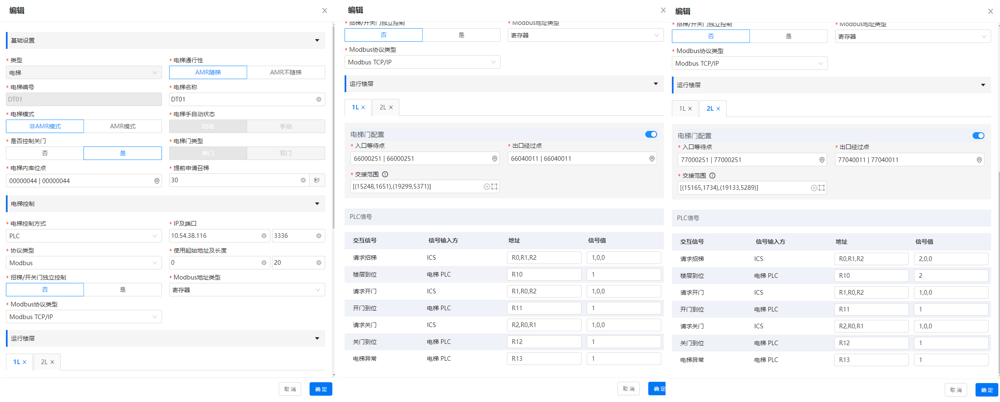 编辑
基础设置
* 类型
电梯
* 电梯通行性
AMR随梯 AMR不随梯
* 电梯编号
DT01
* 电梯名称
DT01
* 电梯模式
非AMR模式 AMR模式
* 电梯手自动状态
自动 手动
* 是否控制关门
否 是
* 电梯门类型
单门 双门
* 电梯内库位点
00000044 | 00000044
* 提前申请召梯
30 秒
电梯控制
* 电梯控制方式
PLC
* IP及端口
10.54.38.116 3336
* 协议类型
Modbus
* 使用起始地址及长度
0 20
* 招梯/开关门独立控制
否 是
* Modbus地址类型
寄存器
* Modbus协议类型
Modbus TCP/IP
运行楼层
1L 2L
取 消 确 定
编辑
* 招梯/开关门独立控制
否 是
* Modbus地址类型
寄存器
* Modbus协议类型
Modbus TCP/IP
运行楼层
1L 2L
电梯门配置
* 入口等待点
66000251 | 66000251
* 出口经过点
66040011 | 66040011
* 交接范围
[(15248,1651),(19299,5371)]
PLC信号
交互信号 信号输入方 地址 信号值
请求招梯 ICS R0,R1,R2 1,0,0
楼层到位 电梯 PLC R10 1
请求开门 ICS R1,R0,R2 1,0,0
开门到位 电梯 PLC R11 1
请求关门 ICS R2,R0,R1 1,0,0
关门到位 电梯 PLC R12 1
电梯异常 电梯 PLC R13 1
取 消 确 定
编辑
* 招梯/开关门独立控制
否 是
* Modbus地址类型
寄存器
* Modbus协议类型
Modbus TCP/IP
运行楼层
1L 2L
电梯门配置
* 入口等待点
77000251 | 77000251
* 出口经过点
77040011 | 77040011
* 交接范围
[(15165,1734),(19133,5289)]
PLC信号
交互信号 信号输入方 地址 信号值
请求招梯 ICS R0,R1,R2 2,0,0
楼层到位 电梯 PLC R10 2
请求开门 ICS R1,R0,R2 1,0,0
开门到位 电梯 PLC R11 1
请求关门 ICS R2,R0,R1 1,0,0
关门到位 电梯 PLC R12 1
电梯异常 电梯 PLC R13 1
取 消 确 定